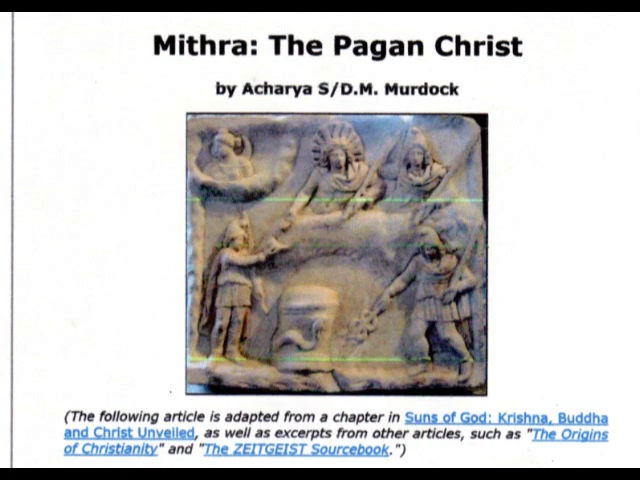 Mithra: The Pagan Christ
by Acharya S/D.M. Murdock
(The following article is adapted from a chapter in Suns of God: Krishna, Buddha
and Christ Unveiled, as well as excerpts from other articles, such as "The Origins
of Christianity" and "The ZEITGEIST Sourcebook.")